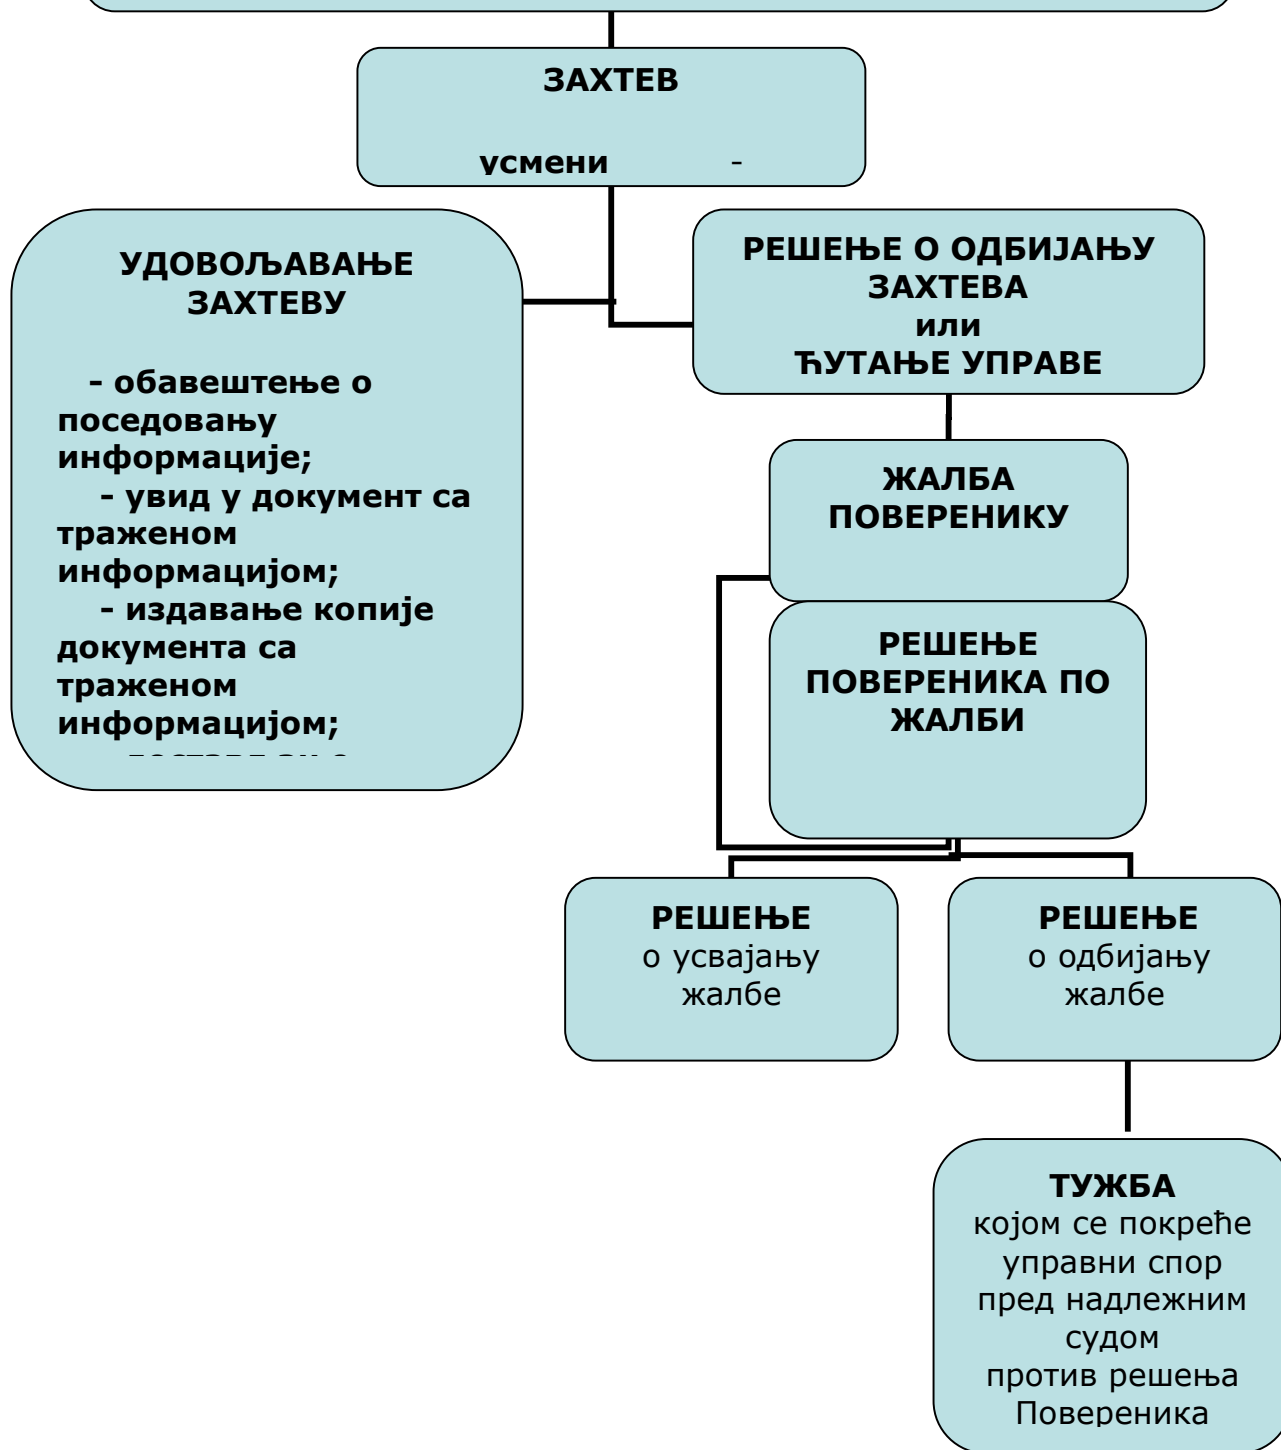 ЗАХТЕВ
усмени -
УДОВОЉАВАЊЕ
ЗАХТЕВУ
- обавештење о
поседовању
информације;
- увид у документ са
траженом
информацијом;
- издавање копије
документа са
траженом
информацијом;
РЕШЕЊЕ О ОДБИЈАЊУ
ЗАХТЕВА
или
ЋУТАЊЕ УПРАВЕ
ЖАЛБА
ПОВЕРЕНИКУ
РЕШЕЊЕ
ПОВЕРЕНИКА ПО
ЖАЛБИ
РЕШЕЊЕ
о усвајању
жалбе
РЕШЕЊЕ
о одбијању
жалбе
ТУЖБА
којом се покреће
управни спор
пред надлежним
судом
против решења
Повереника